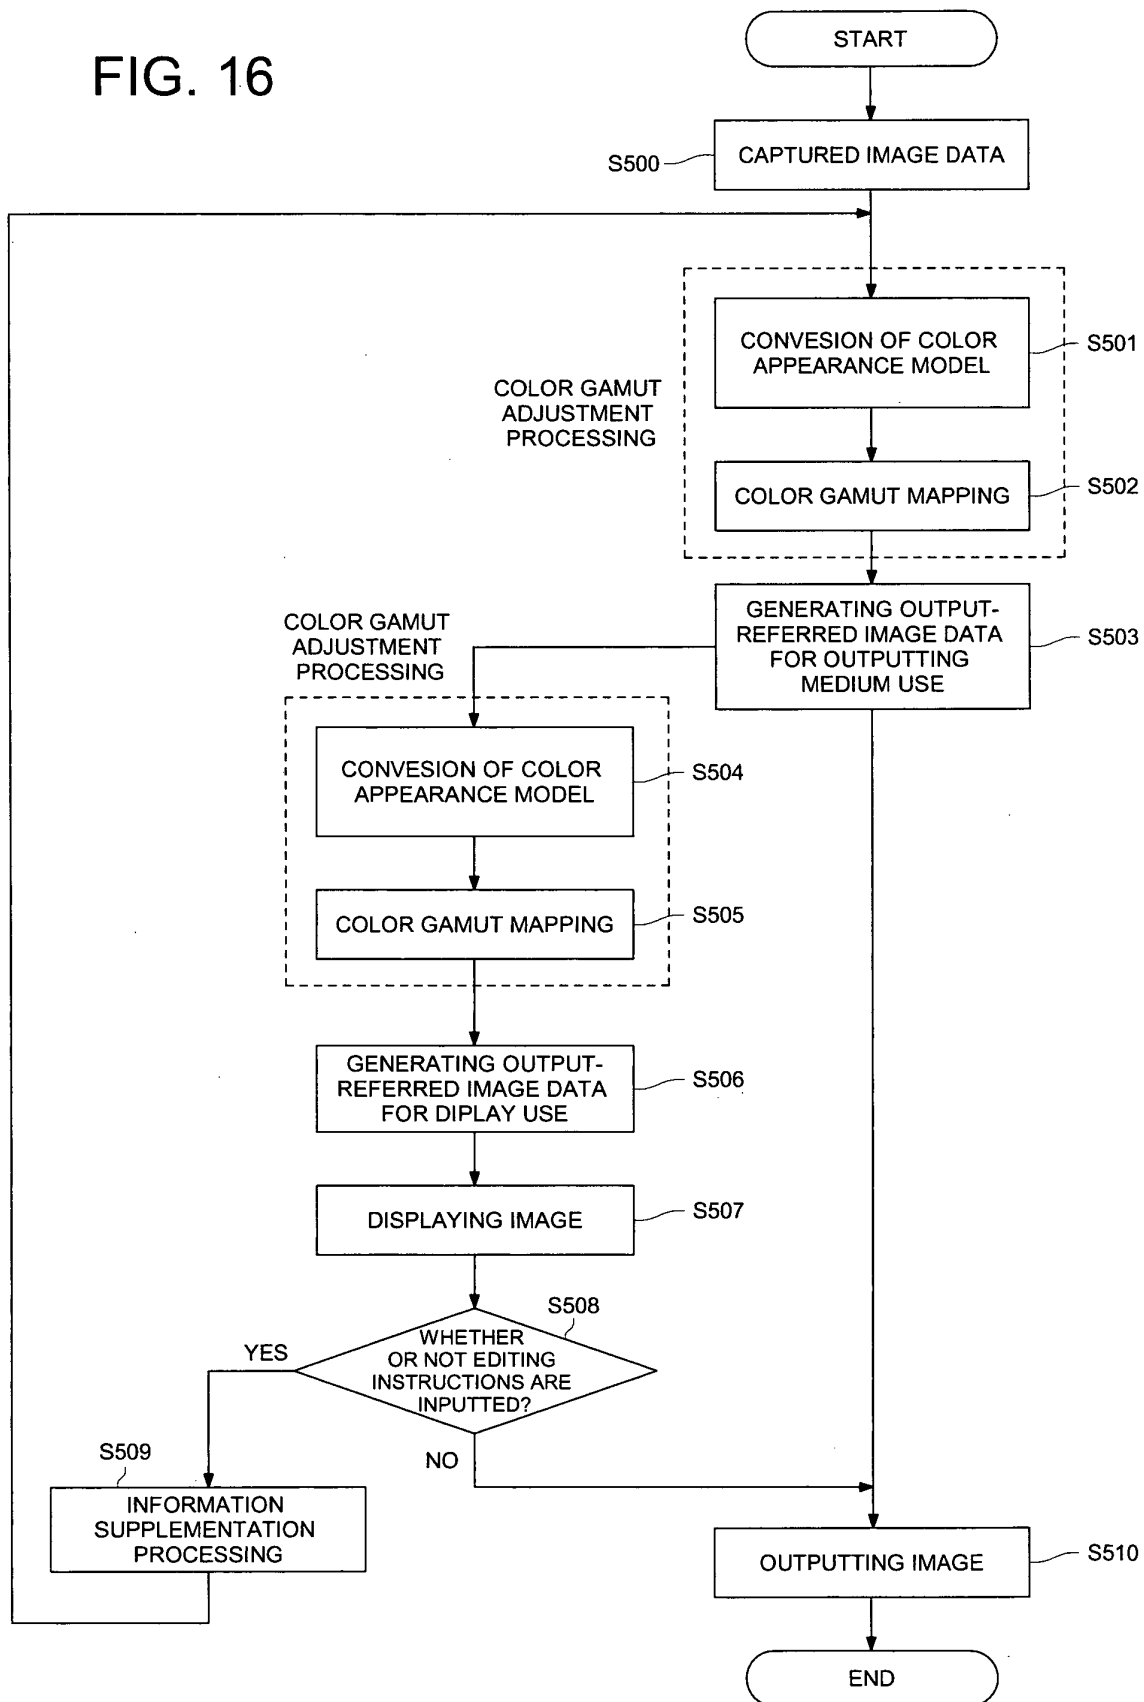 FIG. 16
START
S500
CAPTURED IMAGE DATA
COLOR GAMUT
ADJUSTMENT
PROCESSING
CONVESION OF COLOR
APPEARANCE MODEL
S501
COLOR GAMUT MAPPING
S502
GENERATING OUTPUT-
REFERRED IMAGE DATA
FOR OUTPUTTING
MEDIUM USE
S503
COLOR GAMUT
ADJUSTMENT
PROCESSING
CONVESION OF COLOR
APPEARANCE MODEL
S504
COLOR GAMUT MAPPING
S505
GENERATING OUTPUT-
REFERRED IMAGE DATA
FOR DIPLAY USE
S506
DISPLAYING IMAGE
S507
S508
WHETHER
OR NOT EDITING
INSTRUCTIONS ARE
INPUTTED?
YES
NO
S509
INFORMATION
SUPPLEMENTATION
PROCESSING
OUTPUTTING IMAGE
S510
END